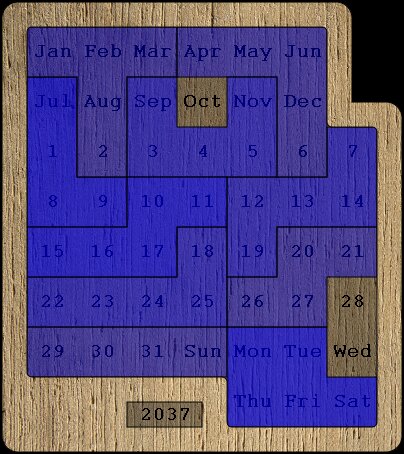 Jan Feb Mar Apr May Jun
Jul Aug Sep Oct Nov Dec
1 2 3 4 5 6 7
8 9 10 11 12 13 14
15 16 17 18 19 20 21
22 23 24 25 26 27 28
29 30 31 Sun Mon Tue Wed
Thu Fri Sat
2037